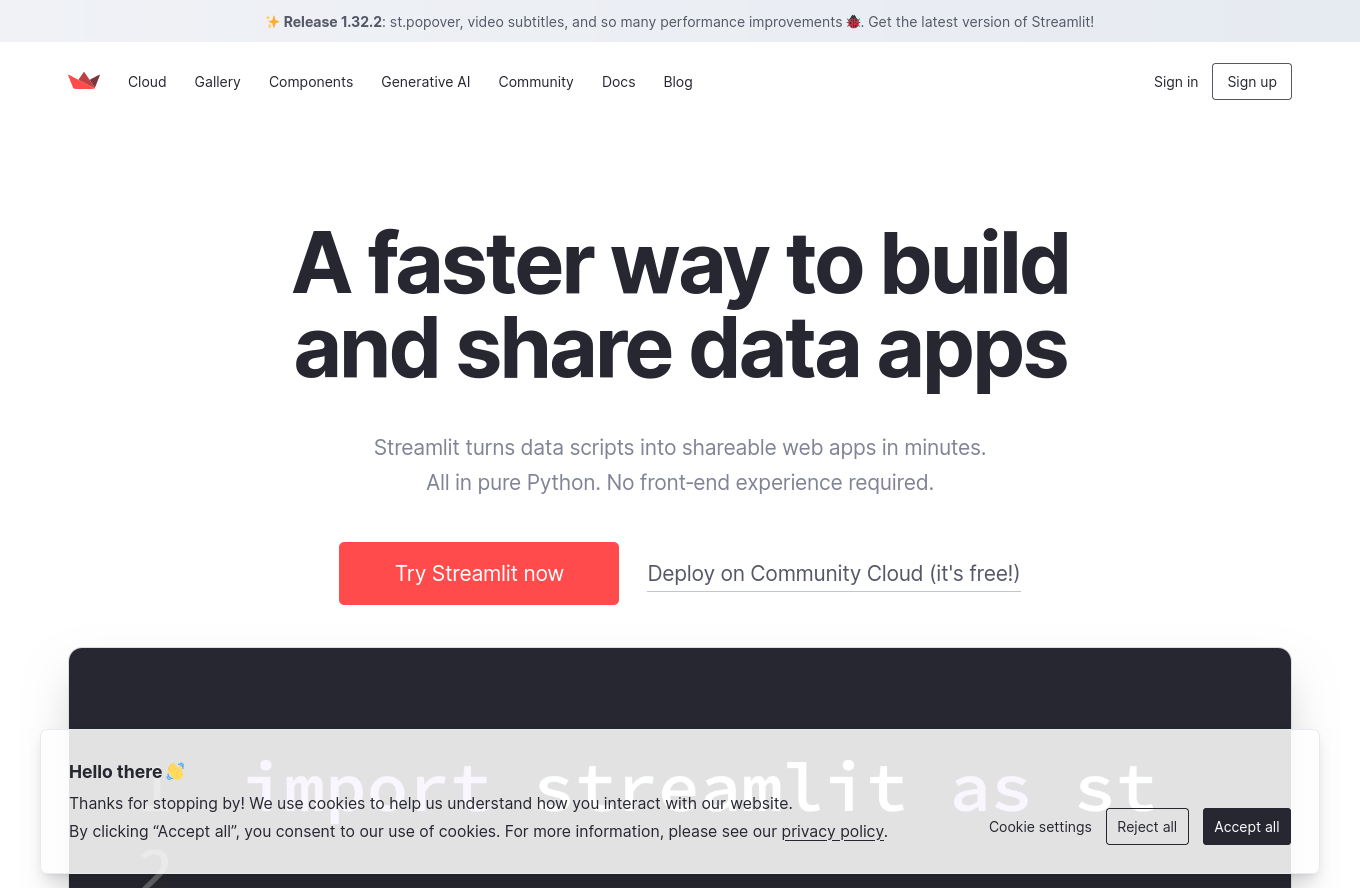 ✨ Release 1.32.2: st.popover, video subtitles, and so many performance improvements 🐞. Get the latest version of Streamlit!
Cloud Gallery Components Generative AI Community Docs Blog Sign in Sign up
A faster way to build
and share data apps
Streamlit turns data scripts into shareable web apps in minutes.
All in pure Python. No front-end experience required.
Try Streamlit now Deploy on Community Cloud (it's free!)
1 import streamlit as st
2
Hello there 👋
Thanks for stopping by! We use cookies to help us understand how you interact with our website.
By clicking “Accept all”, you consent to our use of cookies. For more information, please see our privacy policy.
Cookie settings Reject all Accept all